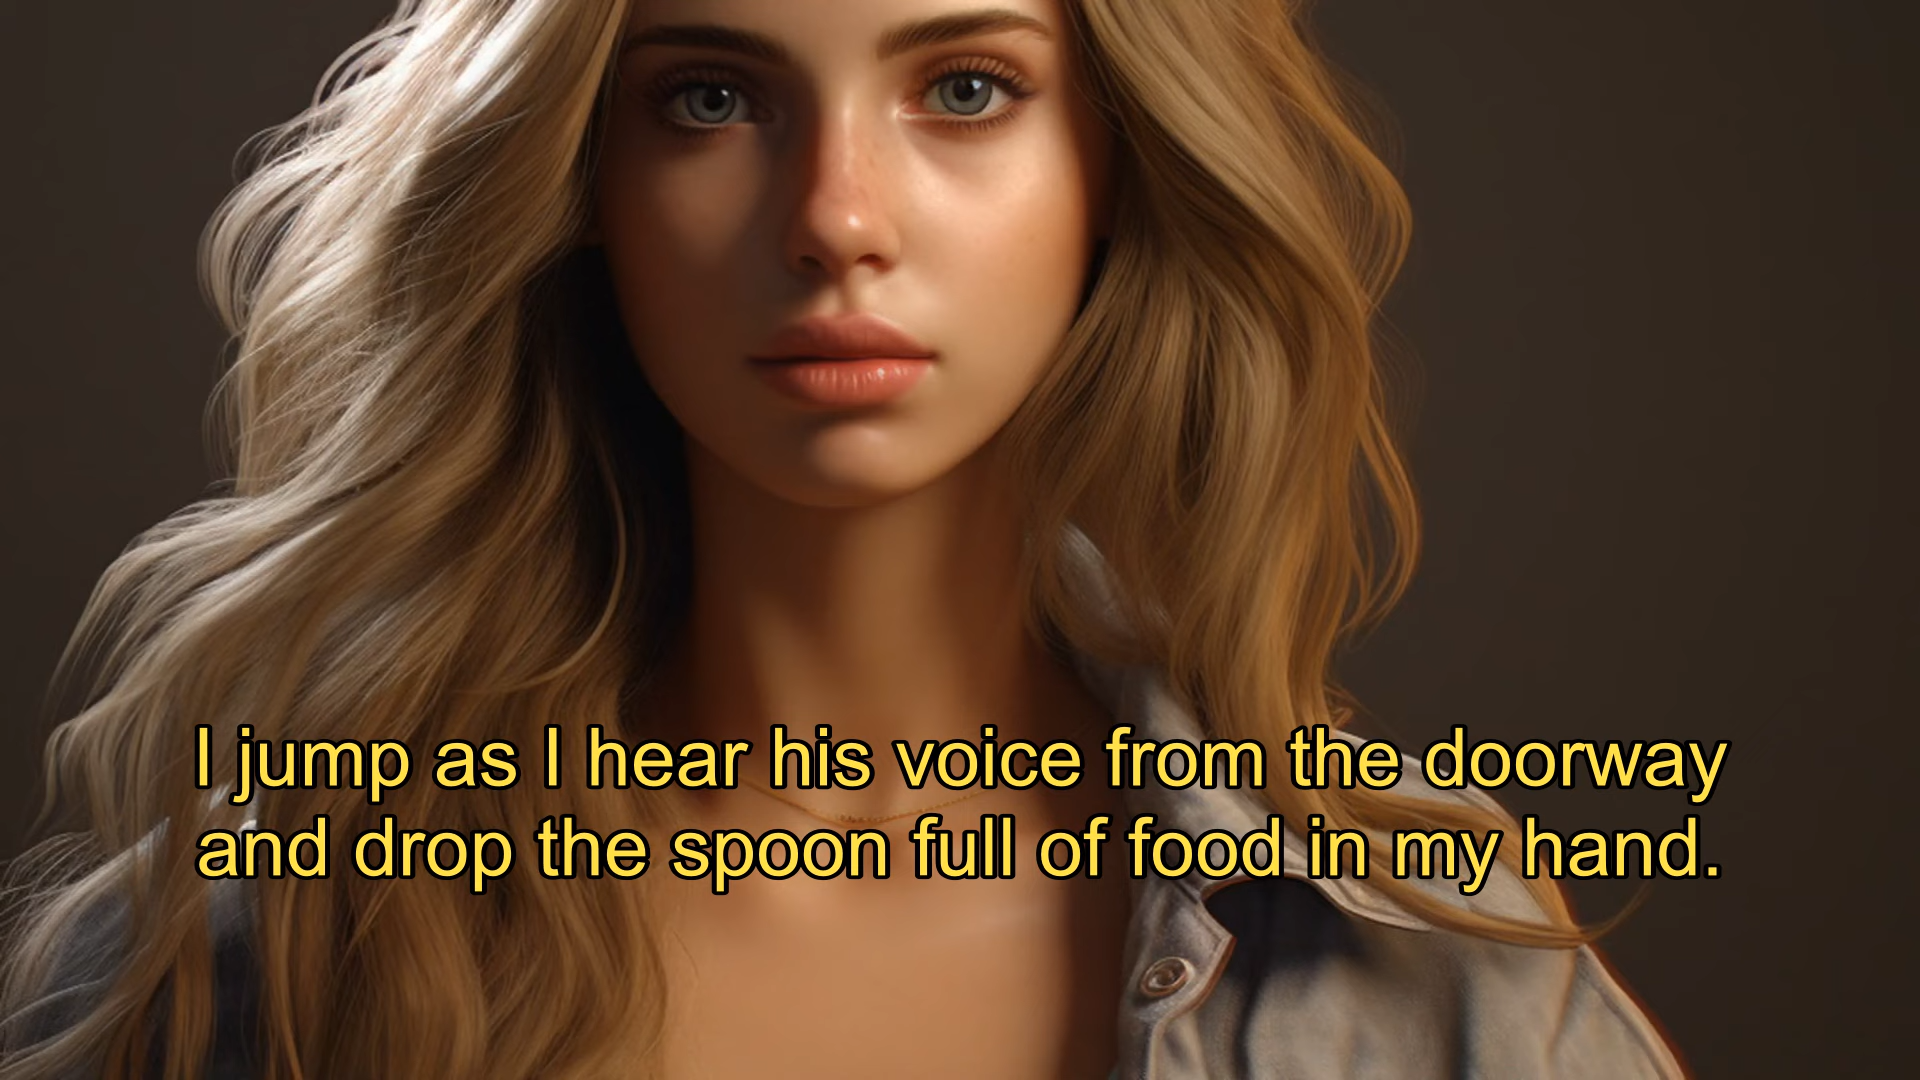 I jump as I hear his voice from the doorway
and drop the spoon full of food in my hand.